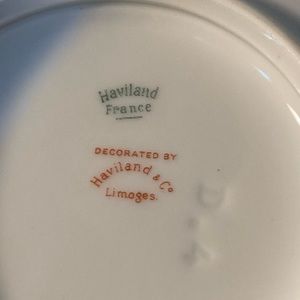 Haviland
France
DECORATED BY
Haviland & Co
Limoges